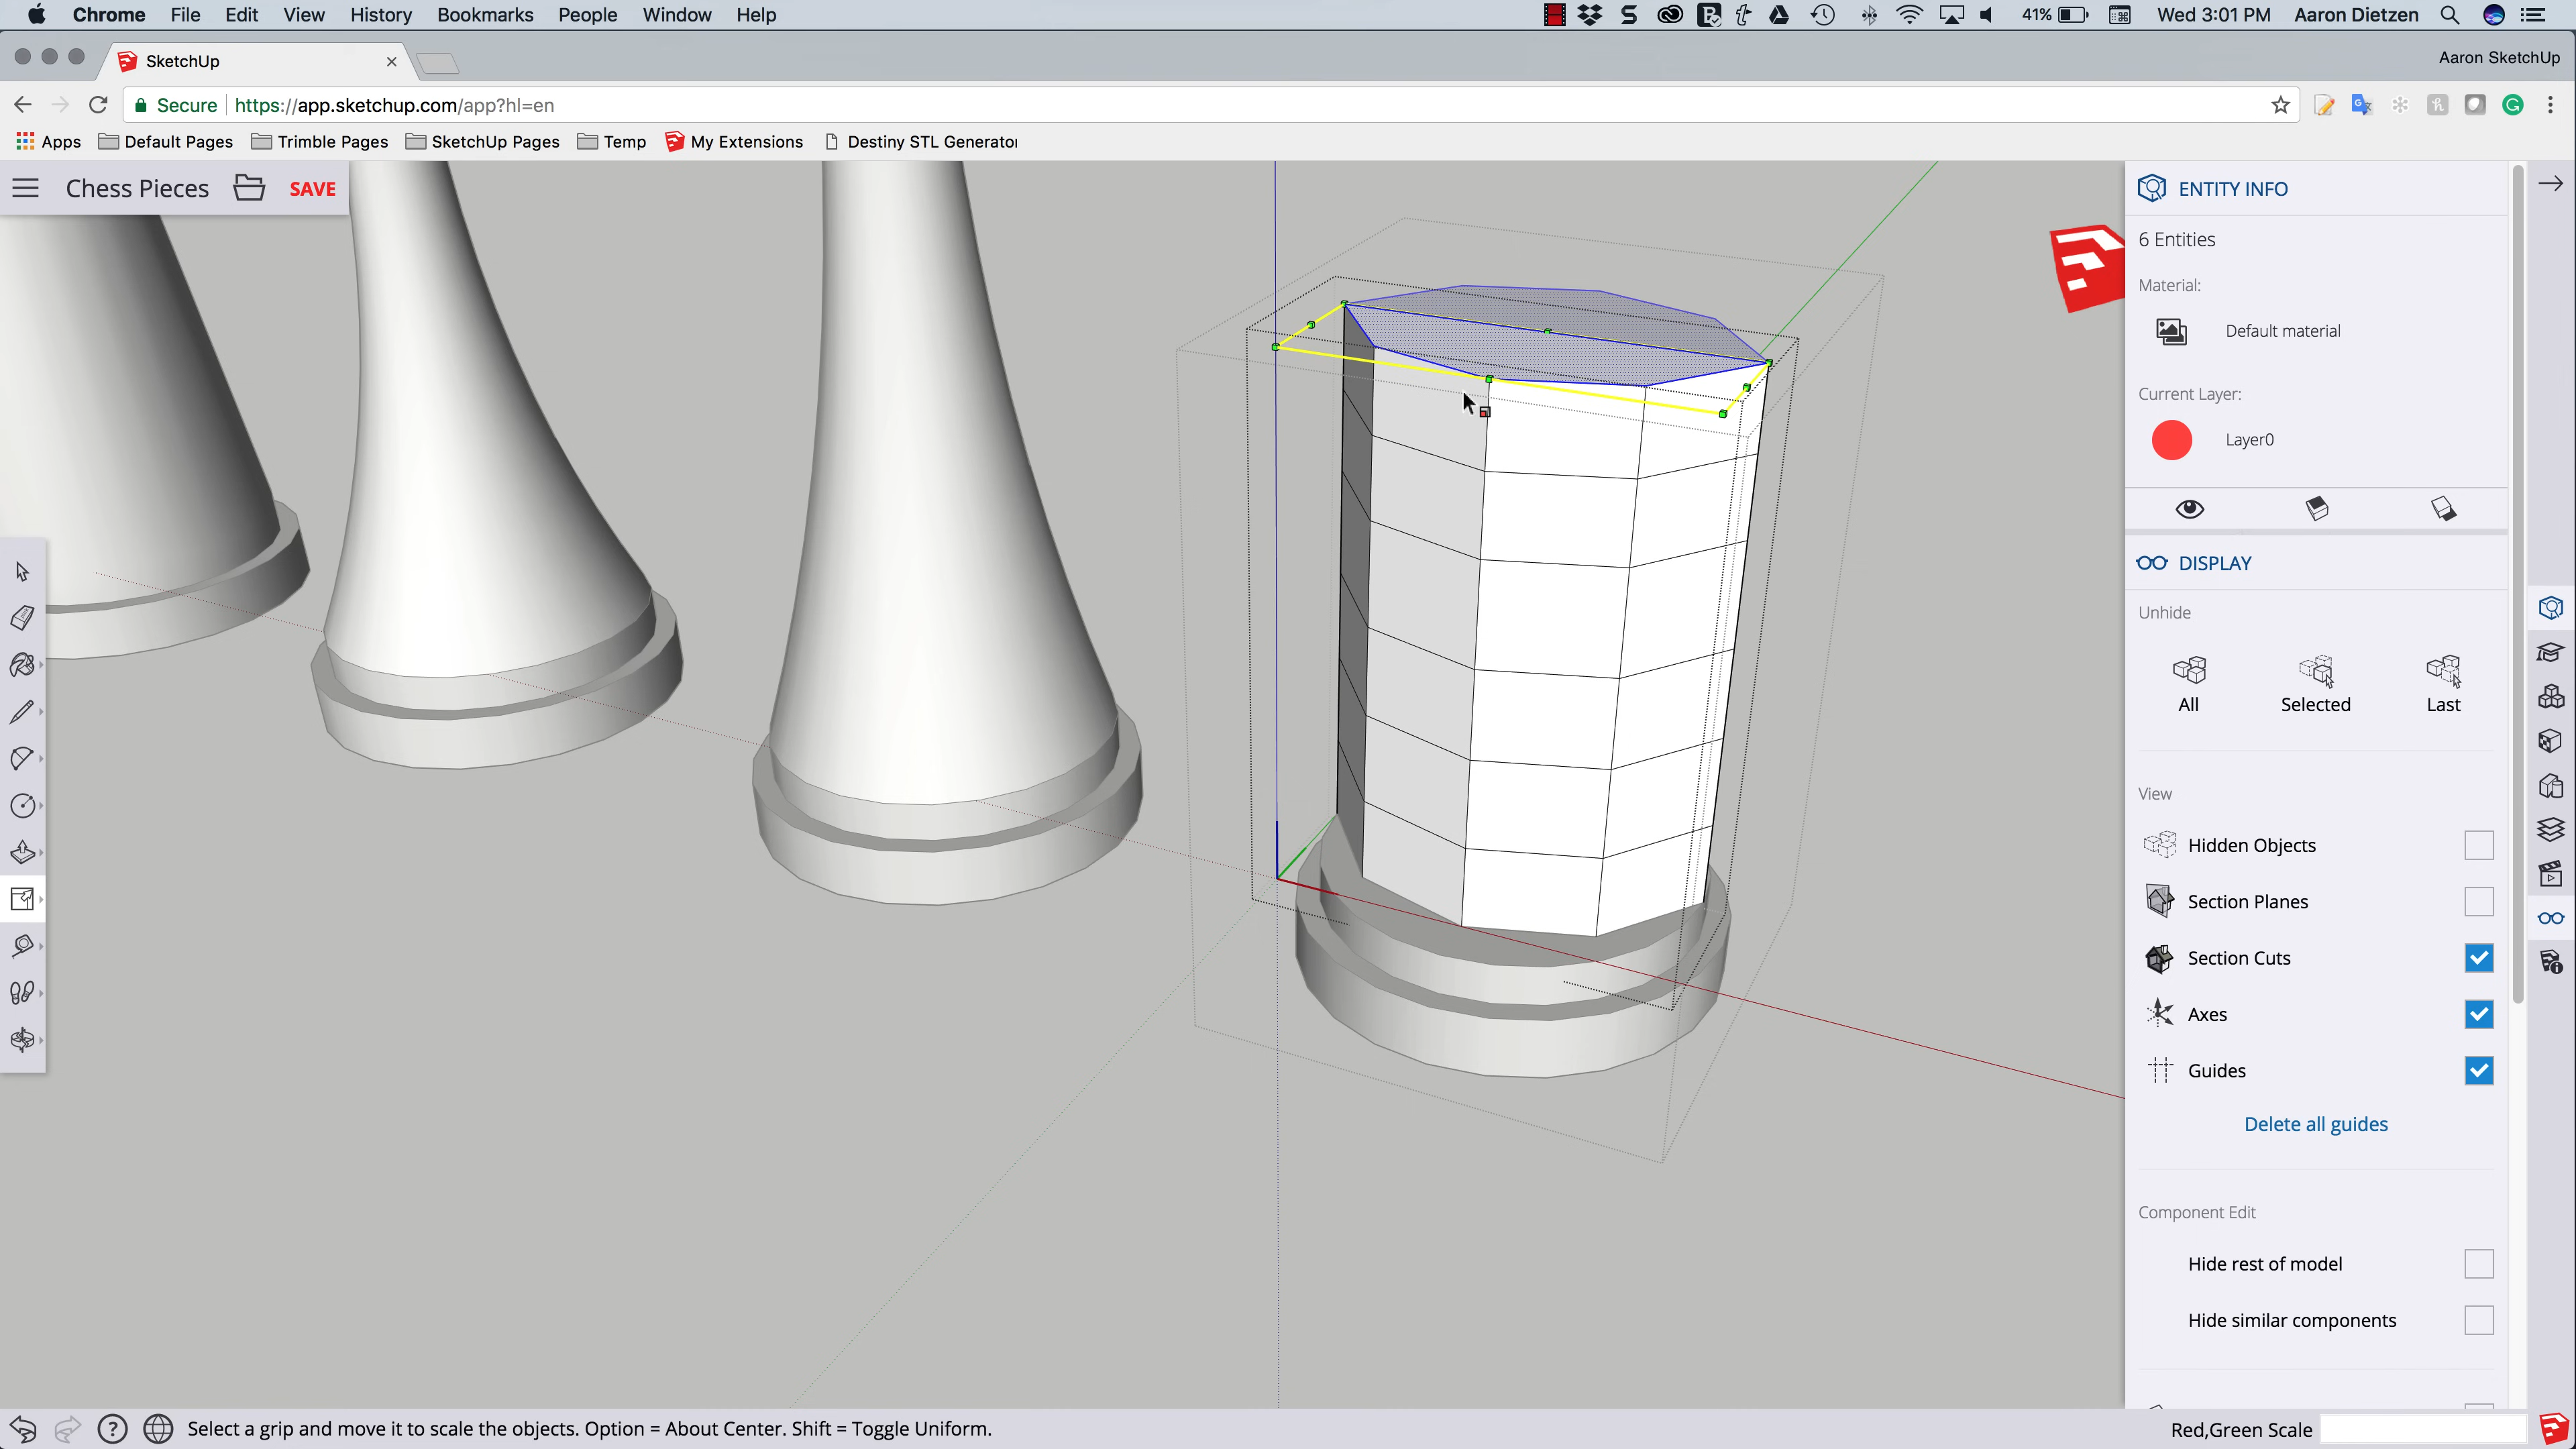 Chrome File Edit View History Bookmarks People Window Help
41% Wed 3:01 PM Aaron Dietzen
SketchUp
Aaron SketchUp
Secure https://app.sketchup.com/app?hl=en
Apps Default Pages Trimble Pages SketchUp Pages Temp My Extensions Destiny STL Generator
Chess Pieces SAVE
ENTITY INFO
6 Entities
Material:
Default material
Current Layer:
Layer0
DISPLAY
Unhide
All Selected Last
View
Hidden Objects
Section Planes
Section Cuts
Axes
Guides
Delete all guides
Component Edit
Hide rest of model
Hide similar components
Select a grip and move it to scale the objects. Option = About Center. Shift = Toggle Uniform.
Red,Green Scale